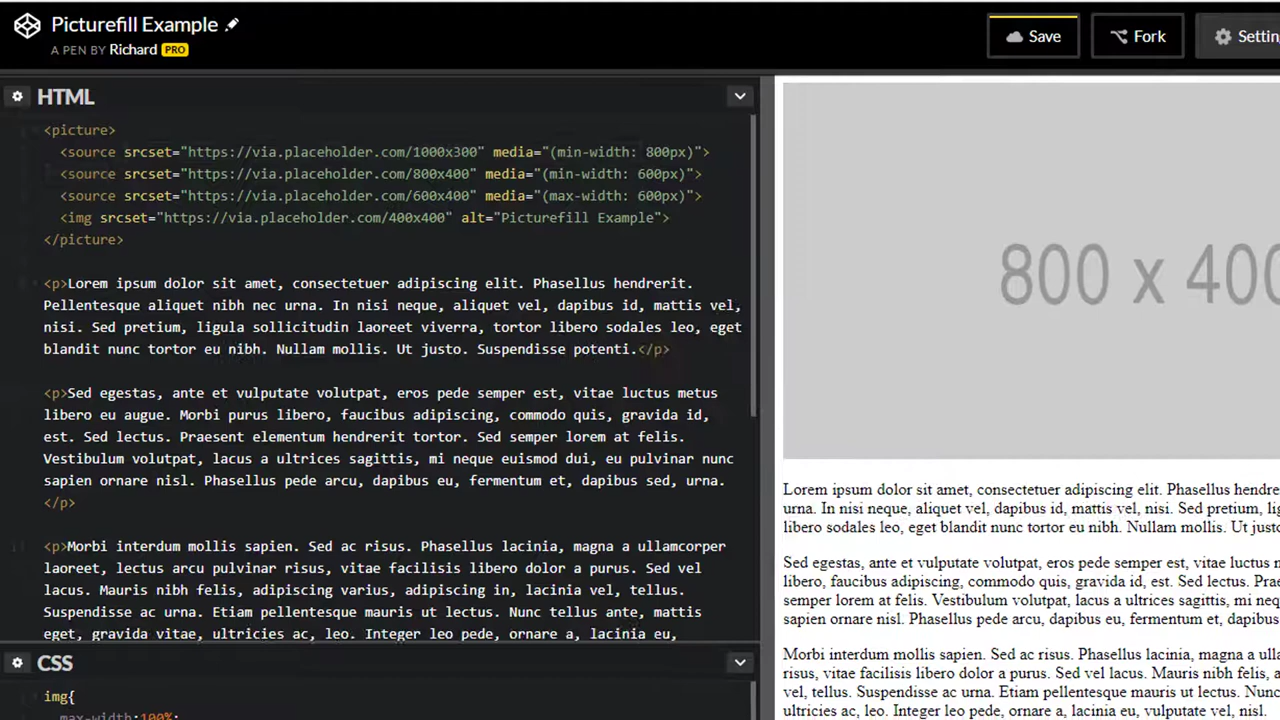 Picturefill Example
A PEN BY Richard PRO
Save
Fork
HTML
<picture>
<source srcset="https://via.placeholder.com/1000x300" media="(min-width: 800px)">
<source srcset="https://via.placeholder.com/800x400" media="(min-width: 600px)">
<source srcset="https://via.placeholder.com/600x400" media="(max-width: 600px)">
<img srcset="https://via.placeholder.com/400x400" alt="Picturefill Example">
</picture>
<p>Lorem ipsum dolor sit amet, consectetuer adipiscing elit. Phasellus hendrerit.
Pellentesque aliquet nibh nec urna. In nisi neque, aliquet vel, dapibus id, mattis vel,
nisi. Sed pretium, ligula sollicitudin laoreet viverra, tortor libero sodales leo, eget
blandit nunc tortor eu nibh. Nullam mollis. Ut justo. Suspendisse potenti.</p>
<p>Sed egestas, ante et vulputate volutpat, eros pede semper est, vitae luctus metus
libero eu augue. Morbi purus libero, faucibus adipiscing, commodo quis, gravida id,
est. Sed lectus. Praesent elementum hendrerit tortor. Sed semper lorem at felis.
Vestibulum volutpat, lacus a ultrices sagittis, mi neque euismod dui, eu pulvinar nunc
sapien ornare nisl. Phasellus pede arcu, dapibus eu, fermentum et, dapibus sed, urna.
</p>
<p>Morbi interdum mollis sapien. Sed ac risus. Phasellus lacinia, magna a ullamcorper
laoreet, lectus arcu pulvinar risus, vitae facilisis libero dolor a purus. Sed vel
lacus. Mauris nibh felis, adipiscing varius, adipiscing in, lacinia vel, tellus.
Suspendisse ac urna. Etiam pellentesque mauris ut lectus. Nunc tellus ante, mattis
eget, gravida vitae, ultricies ac, leo. Integer leo pede, ornare a, lacinia eu,
CSS
img{
max-width:100%;
800 x 400
Lorem ipsum dolor sit amet, consectetuer adipiscing elit. Phasellus hendre
urna. In nisi neque, aliquet vel, dapibus id, mattis vel, nisi. Sed pretium, lig
libero sodales leo, eget blandit nunc tortor eu nibh. Nullam mollis. Ut justo
Sed egestas, ante et vulputate volutpat, eros pede semper est, vitae luctus m
libero, faucibus adipiscing, commodo quis, gravida id, est. Sed lectus. Prae
semper lorem at felis. Vestibulum volutpat, lacus a ultrices sagittis, mi neque
sapien ornare nisl. Phasellus pede arcu, dapibus eu, fermentum et, dapibus
Morbi interdum mollis sapien. Sed ac risus. Phasellus lacinia, magna a ulla
risus, vitae facilisis libero dolor a purus. Sed vel lacus. Mauris nibh felis, a
vel, tellus. Suspendisse ac urna. Etiam pellentesque mauris ut lectus. Nunc
ultricies ac, leo. Integer leo pede, ornare a, lacinia eu, vulputate vel, nisl.